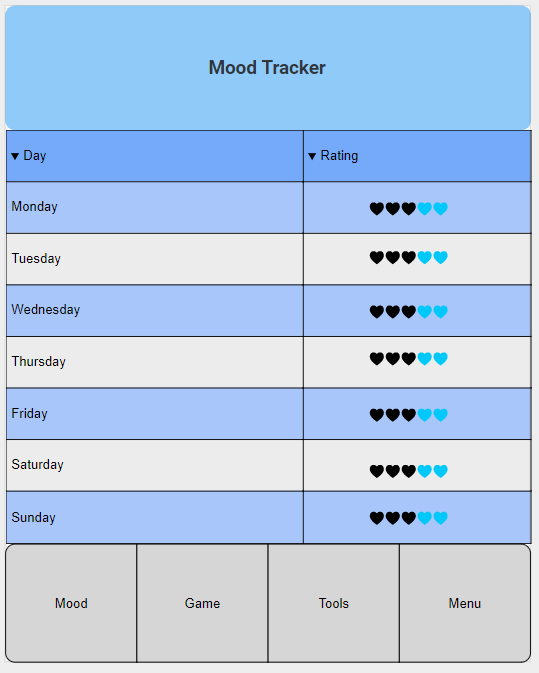 Mood Tracker
Day Rating
Monday
Tuesday
Wednesday
Thursday
Friday
Saturday
Sunday
Mood Game Tools Menu